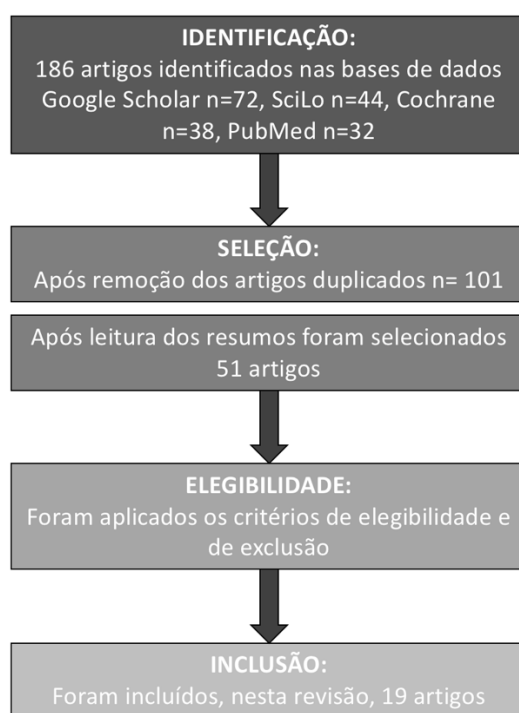 IDENTIFICAÇÃO:
186 artigos identificados nas bases de dados
Google Scholar n=72, SciLo n=44, Cochrane
n=38, PubMed n=32
SELEÇÃO:
Após remoção dos artigos duplicados n= 101
Após leitura dos resumos foram selecionados
51 artigos
ELEGIBILIDADE:
Foram aplicados os critérios de elegibilidade e
de exclusão
INCLUSÃO:
Foram incluídos, nesta revisão, 19 artigos